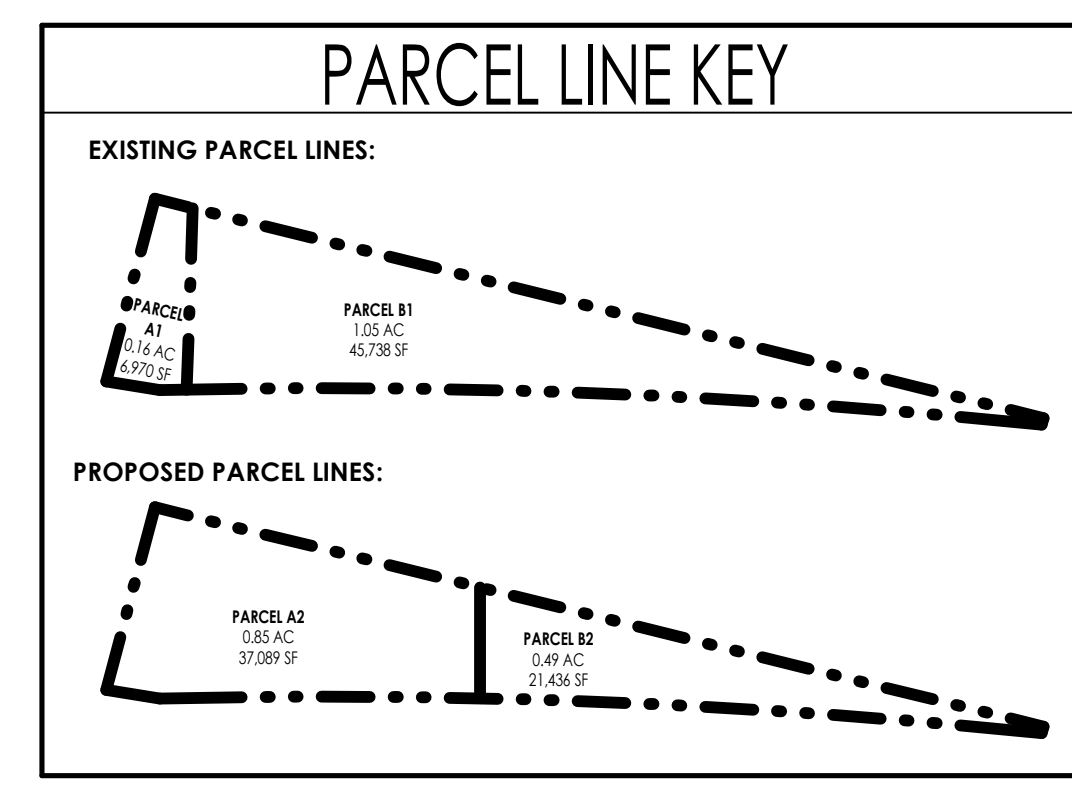 PARCEL LINE KEY
EXISTING PARCEL LINES:
PARCEL
A1
0.16 AC
6,970 SF
PARCEL B1
1.05 AC
45,738 SF
PROPOSED PARCEL LINES:
PARCEL A2
0.85 AC
37,089 SF
PARCEL B2
0.49 AC
21,436 SF